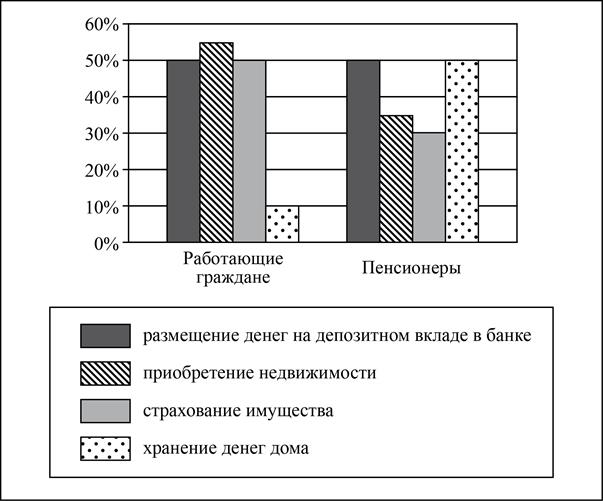 60%
50%
40%
30%
20%
10%
0%
Работающие
граждане
Пенсионеры
размещение денег на депозитном вкладе в банке
приобретение недвижимости
страхование имущества
хранение денег дома